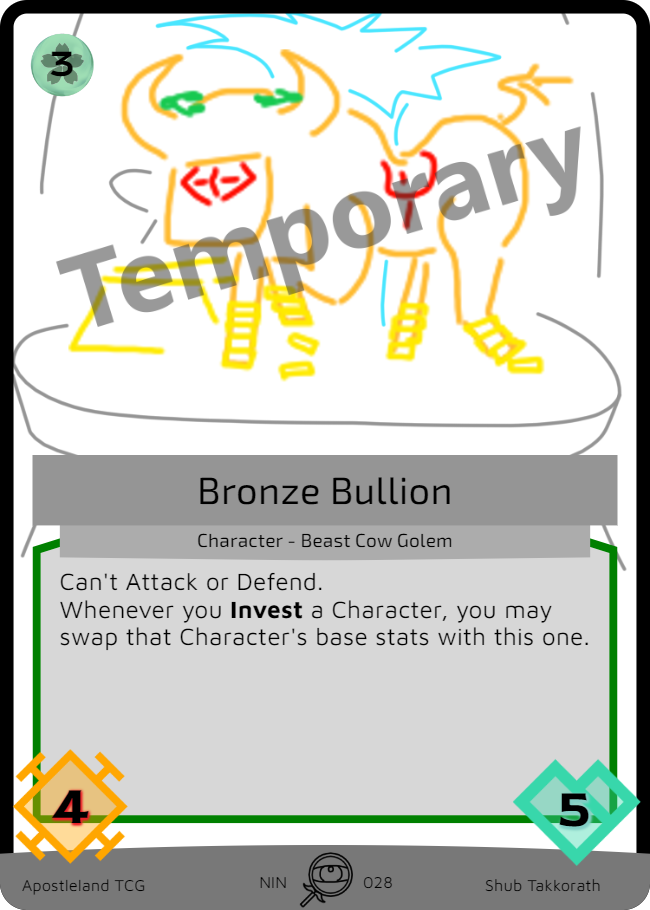 3
Temporary
Bronze Bullion
Character - Beast Cow Golem
Can't Attack or Defend.
Whenever you Invest a Character, you may
swap that Character's base stats with this one.
4
5
Apostleland TCG
NIN 028
Shub Takkorath